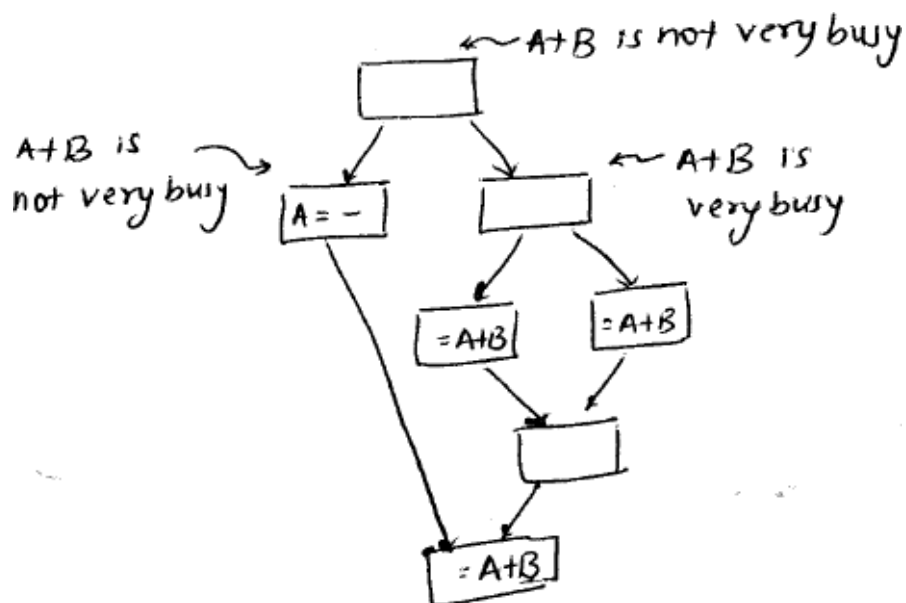 A+B is not very busy
A+B is
not very busy
A+B is
very busy
A = -
= A+B
= A+B
= A+B